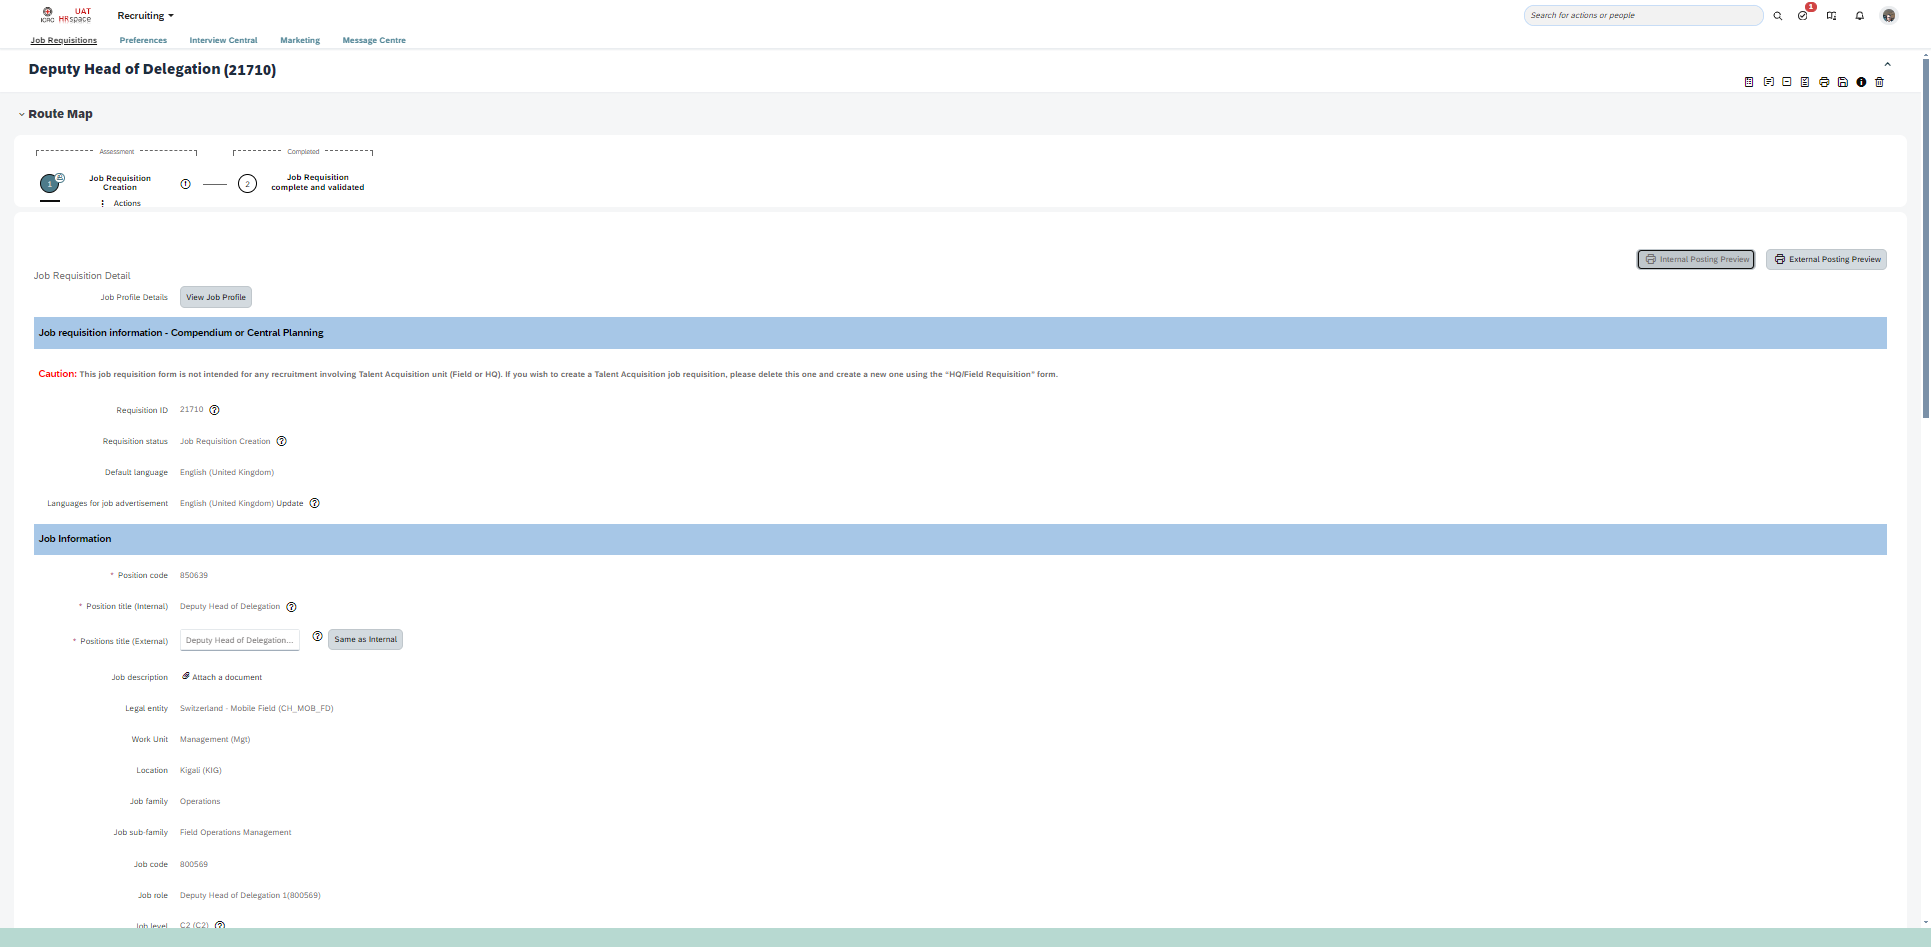 UAT
ICRC HRspace
Recruiting
Search for actions or people
1
Job Requisitions Preferences Interview Central Marketing Message Centre
Deputy Head of Delegation (21710)
Route Map
Assessment Completed
1 Job Requisition Creation 1 2 Job Requisition complete and validated
Actions
Internal Posting Preview External Posting Preview
Job Requisition Detail
Job Profile Details View Job Profile
Job requisition information - Compendium or Central Planning
Caution: This job requisition form is not intended for any recruitment involving Talent Acquisition unit (Field or HQ). If you wish to create a Talent Acquisition job requisition, please delete this one and create a new one using the “HQ/Field Requisition” form.
Requisition ID 21710 ?
Requisition status Job Requisition Creation ?
Default language English (United Kingdom)
Languages for job advertisement English (United Kingdom) Update ?
Job Information
* Position code 850639
* Position title (Internal) Deputy Head of Delegation ?
* Positions title (External) Deputy Head of Delegation... ? Same as Internal
Job description Attach a document
Legal entity Switzerland - Mobile Field (CH_MOB_FD)
Work Unit Management (Mgt)
Location Kigali (KIG)
Job family Operations
Job sub-family Field Operations Management
Job code 800569
Job role Deputy Head of Delegation 1(800569)
Job level C2 (C2) ?